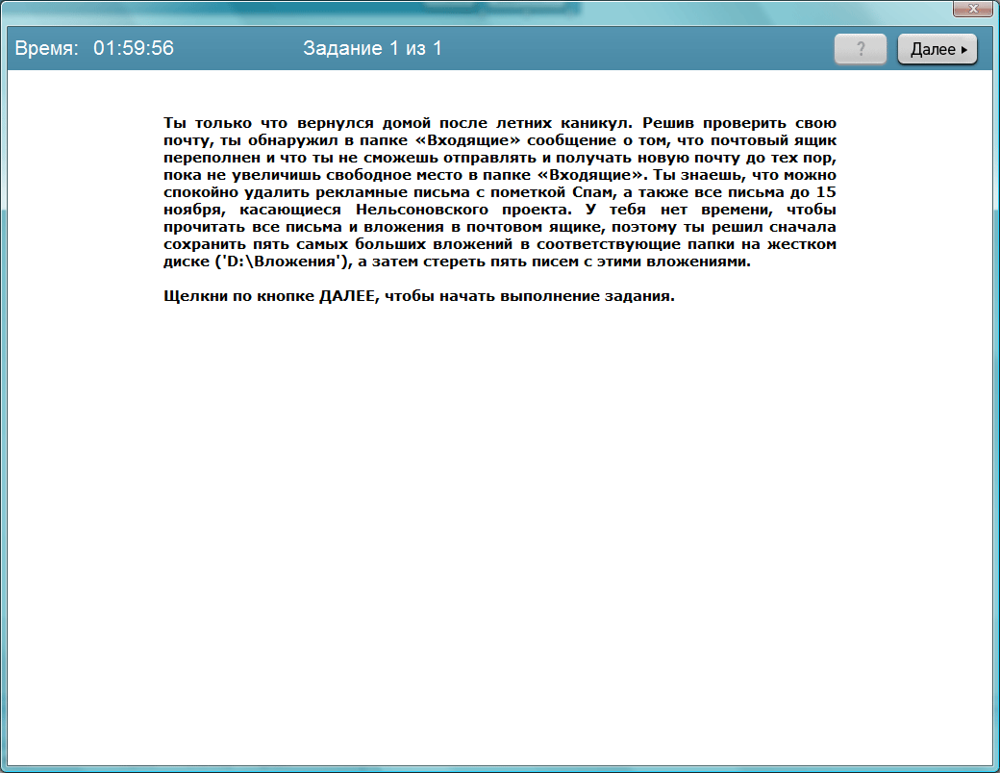 Время: 01:59:56 Задание 1 из 1 ? Далее
Ты только что вернулся домой после летних каникул. Решив проверить свою
почту, ты обнаружил в папке «Входящие» сообщение о том, что почтовый ящик
переполнен и что ты не сможешь отправлять и получать новую почту до тех пор,
пока не увеличишь свободное место в папке «Входящие». Ты знаешь, что можно
спокойно удалить рекламные письма с пометкой Спам, а также все письма до 15
ноября, касающиеся Нельсоновского проекта. У тебя нет времени, чтобы
прочитать все письма и вложения в почтовом ящике, поэтому ты решил сначала
сохранить пять самых больших вложений в соответствующие папки на жестком
диске ('D:\Вложения'), а затем стереть пять писем с этими вложениями.
Щелкни по кнопке ДАЛЕЕ, чтобы начать выполнение задания.